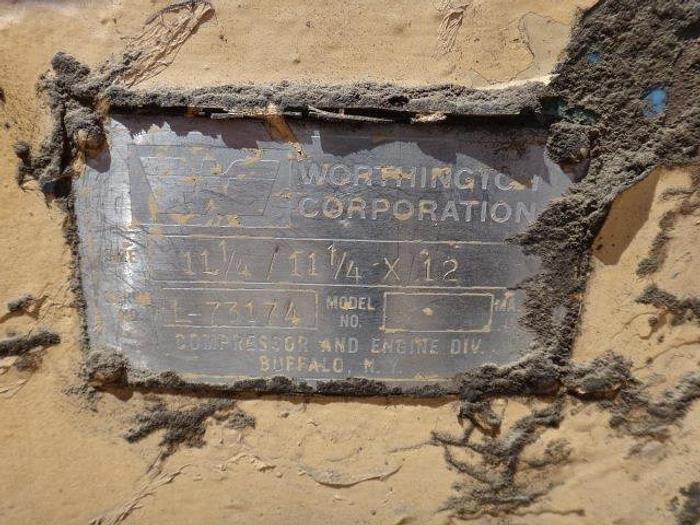 WORTHINGTON
CORPORATION
11 1/4 / 11 1/4 X 12
L-73174 MODEL NO.
COMPRESSOR AND ENGINE DIV.
BUFFALO, N.Y.